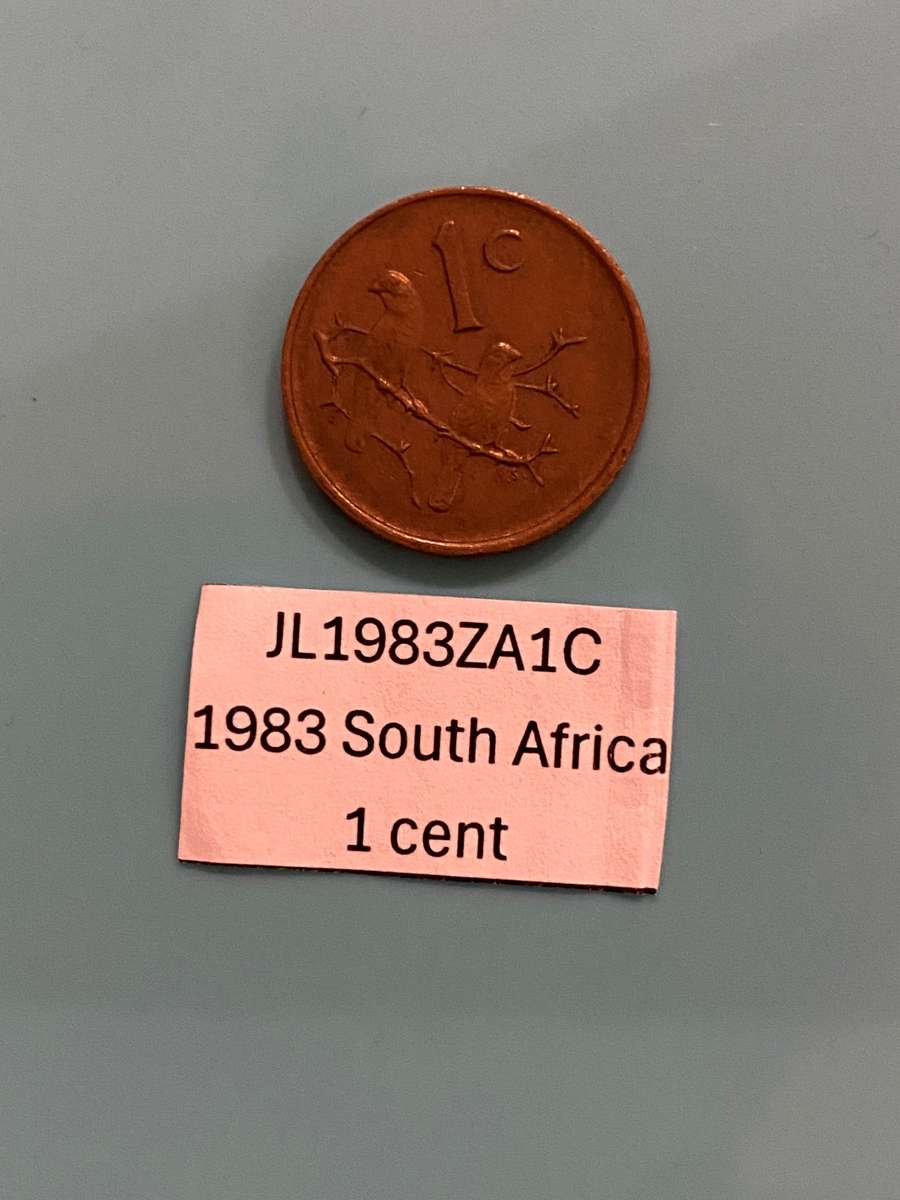 1c
JL1983ZA1C
1983 South Africa
1 cent